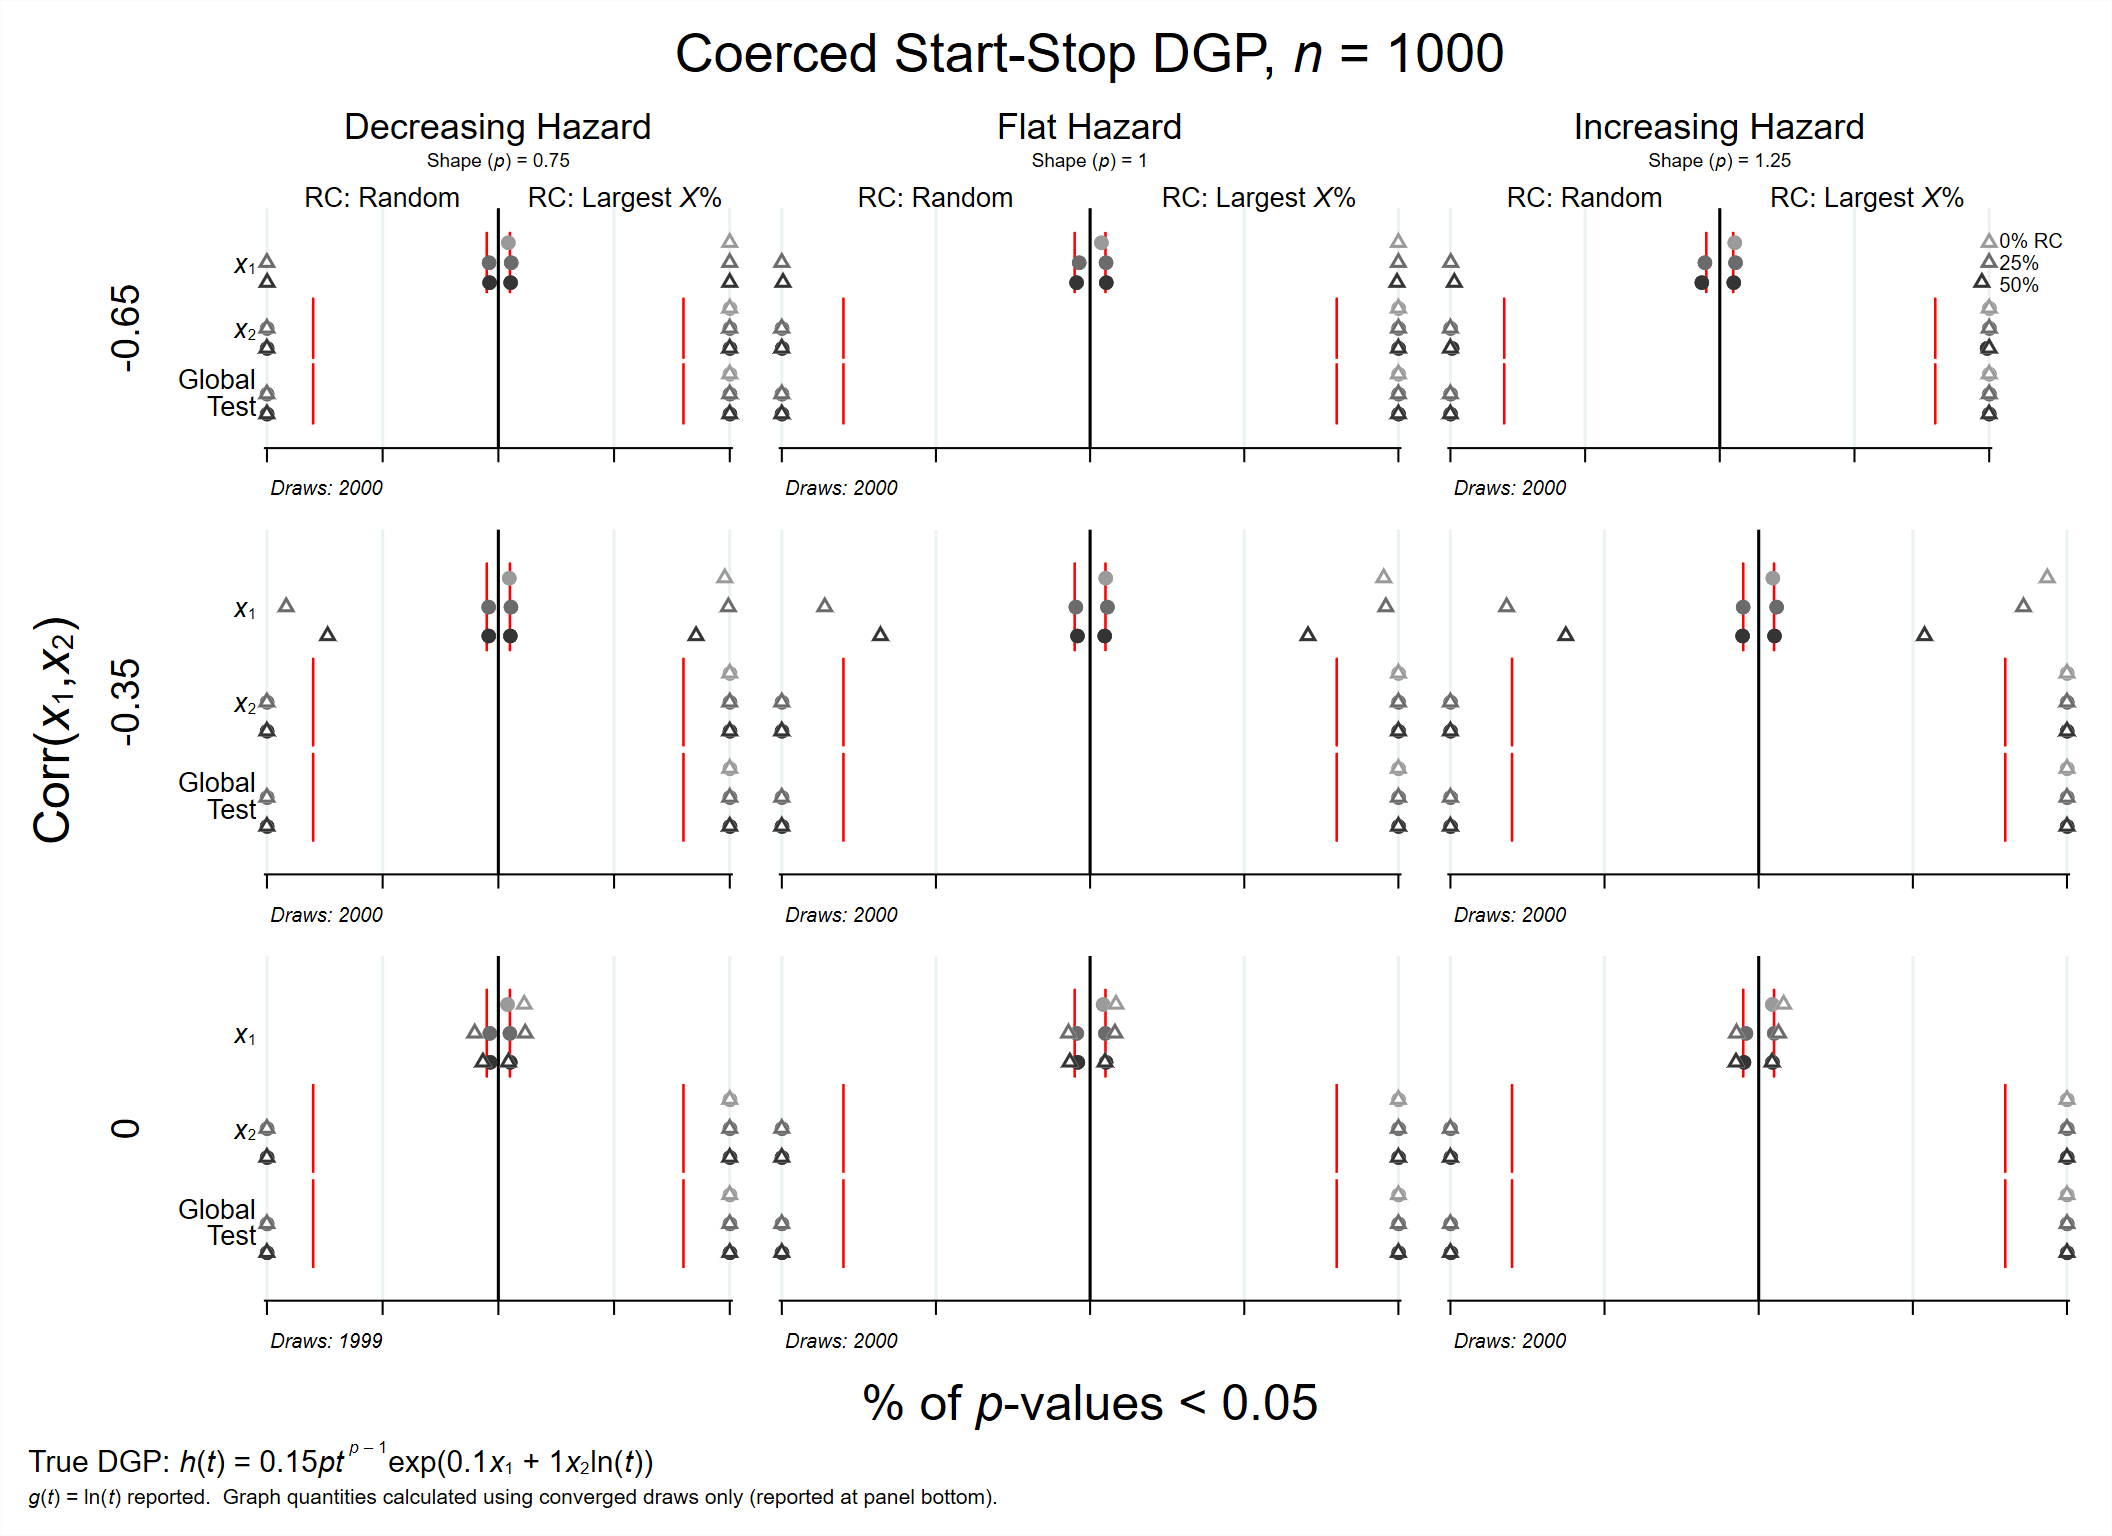 Coerced Start-Stop DGP, n = 1000
Decreasing Hazard
Shape (p) = 0.75
RC: Random
RC: Largest X%
Flat Hazard
Shape (p) = 1
RC: Random
RC: Largest X%
Increasing Hazard
Shape (p) = 1.25
RC: Random
RC: Largest X%
0% RC
25%
50%
Corr(x₁,x₂)
-0.65
x₁
x₂
Global
Test
Draws: 2000
Draws: 2000
Draws: 2000
-0.35
x₁
x₂
Global
Test
Draws: 2000
Draws: 2000
Draws: 2000
0
x₁
x₂
Global
Test
Draws: 1999
Draws: 2000
Draws: 2000
% of p-values < 0.05
True DGP: h(t) = 0.15pt^{p − 1}exp(0.1x₁ + 1x₂ln(t))
g(t) = ln(t) reported. Graph quantities calculated using converged draws only (reported at panel bottom).